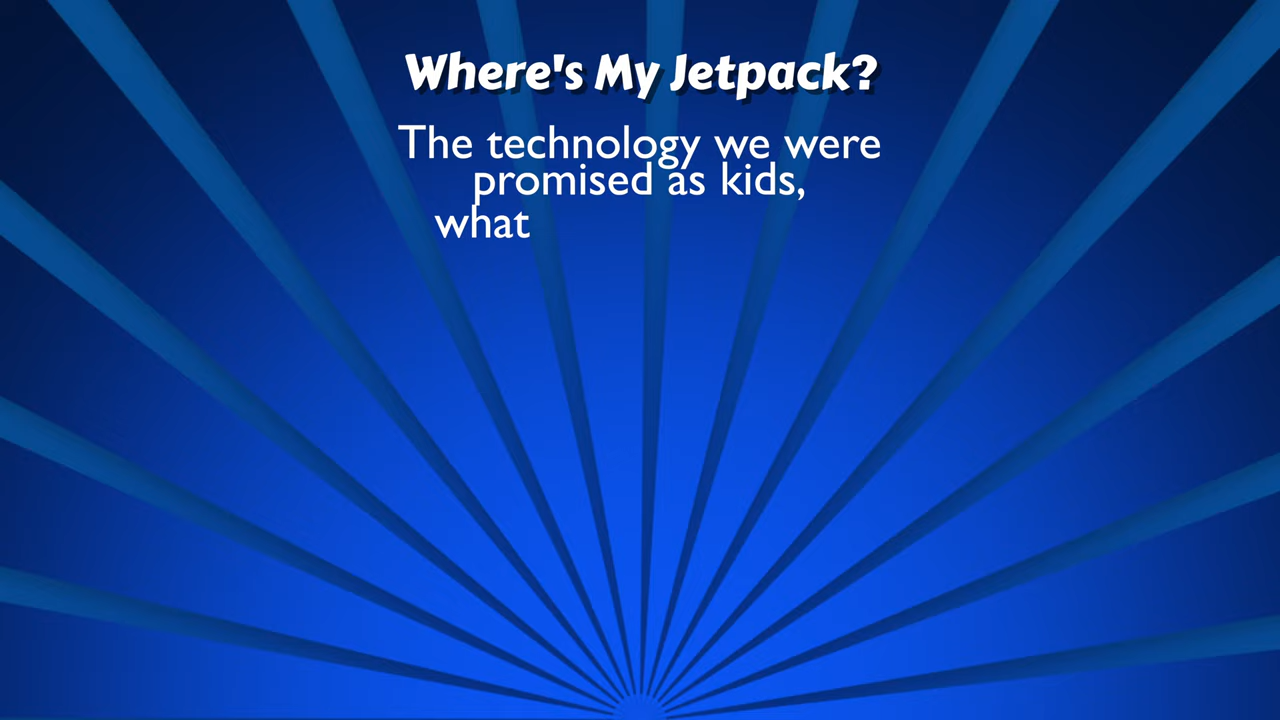 Where's My Jetpack?
The technology we were
promised as kids,
what